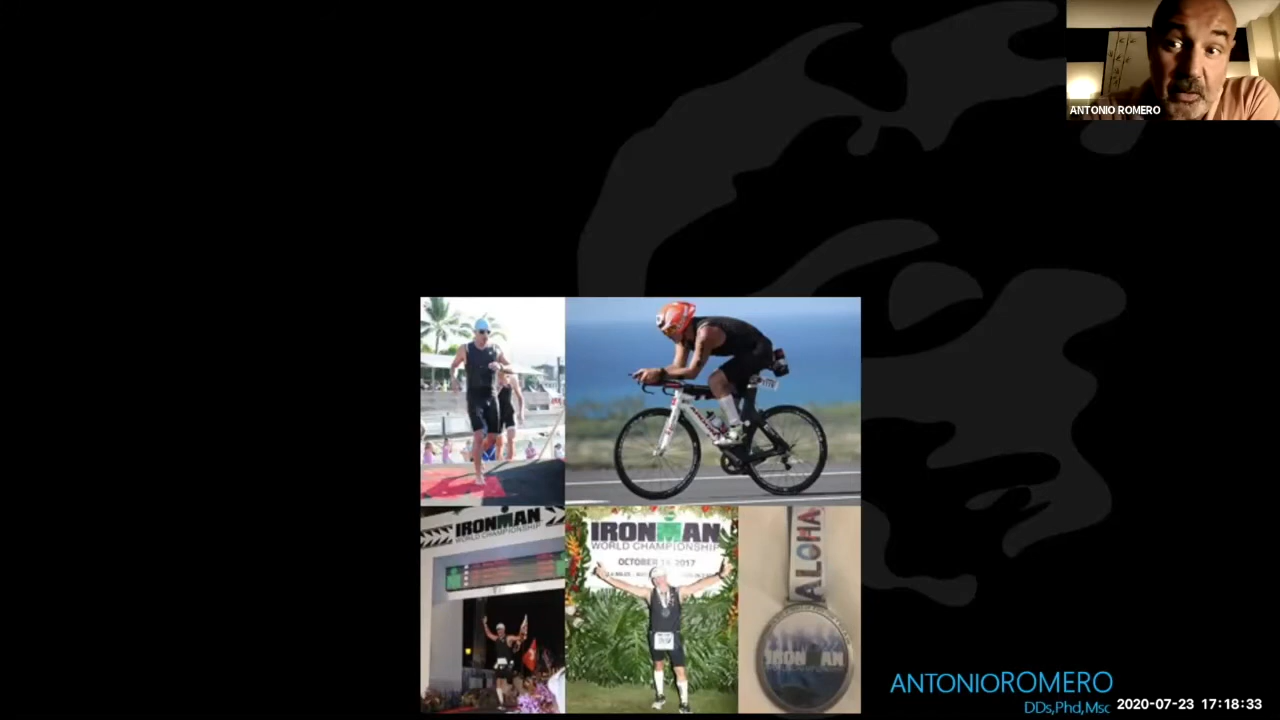 ANTONIO ROMERO
IRONMAN
WORLD CHAMPIONSHIP
IRONMAN
WORLD CHAMPIONSHIP
OCTOBER 14, 2017
ALOHA
IRONMAN
ANTONIOROMERO
DDs,Phd,Msc
2020-07-23 17:18:33